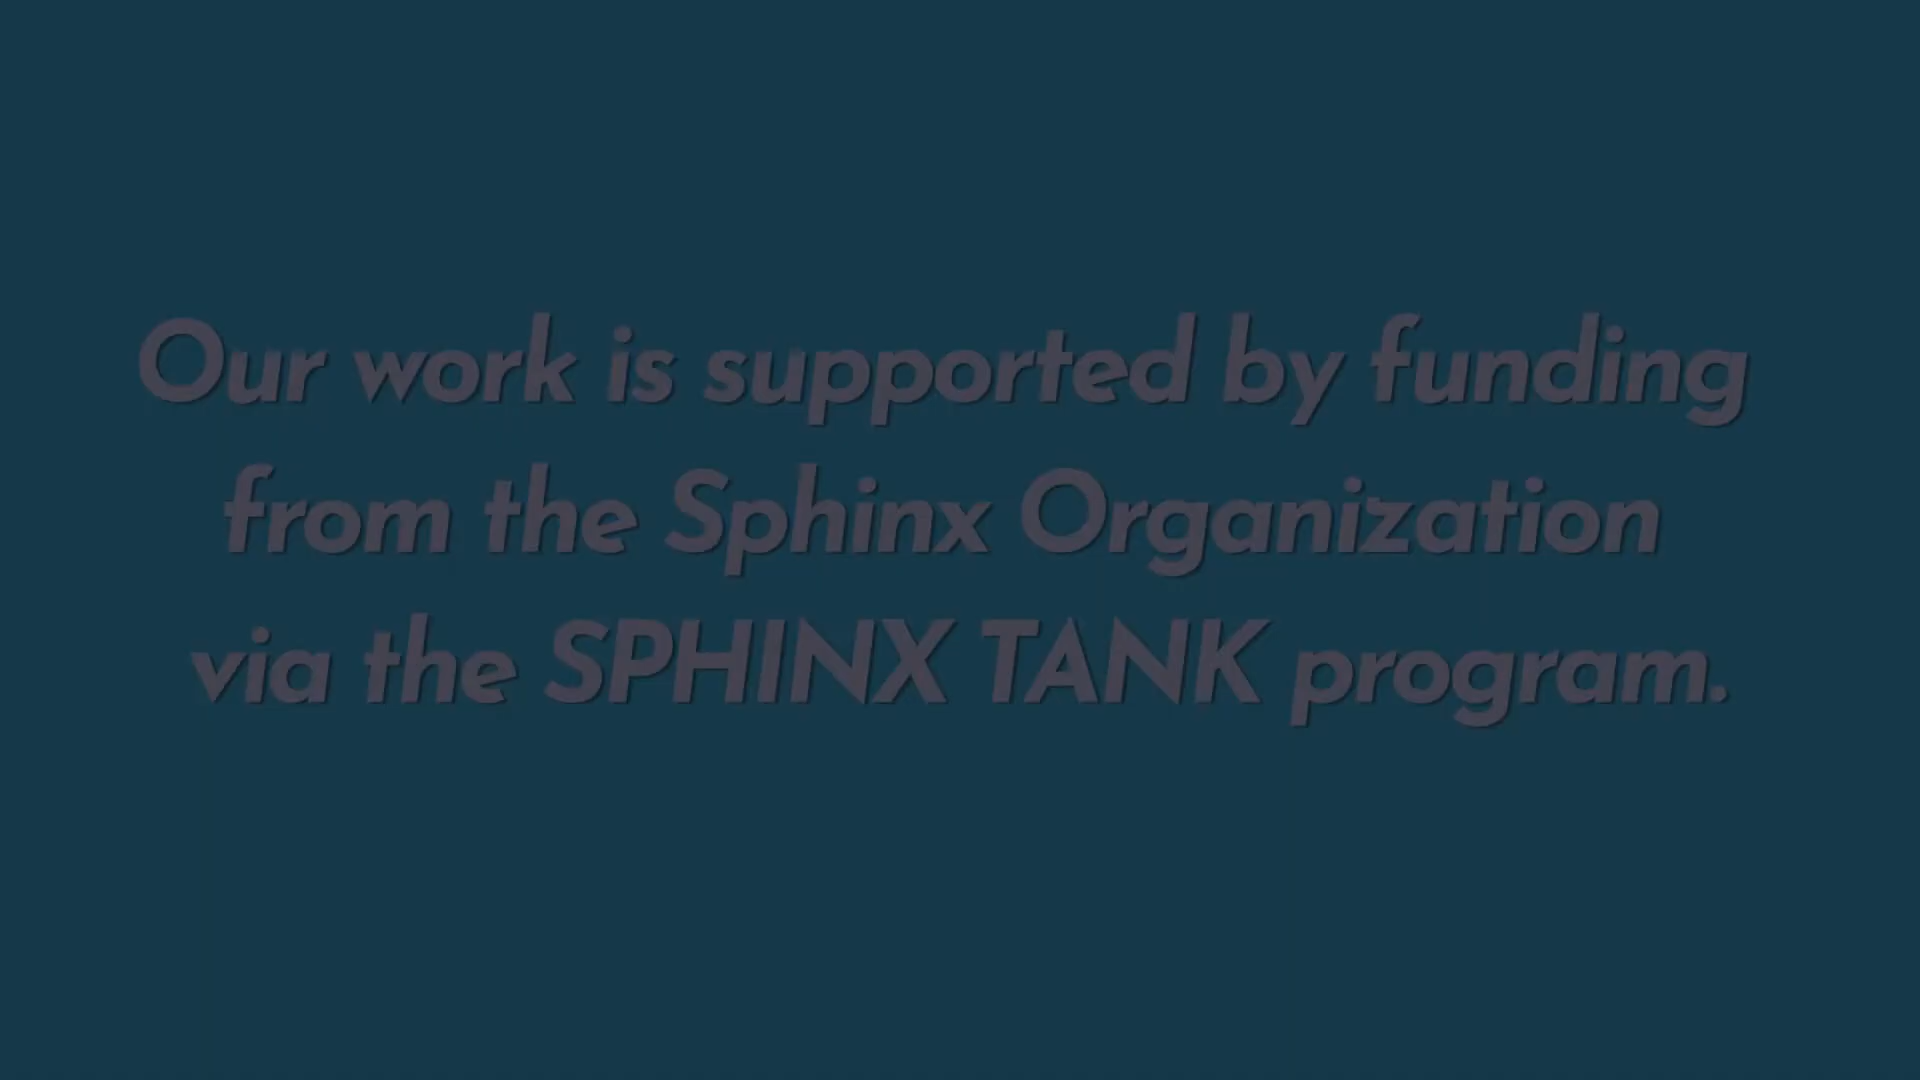 Our work is supported by funding
from the Sphinx Organization
via the SPHINX TANK program.